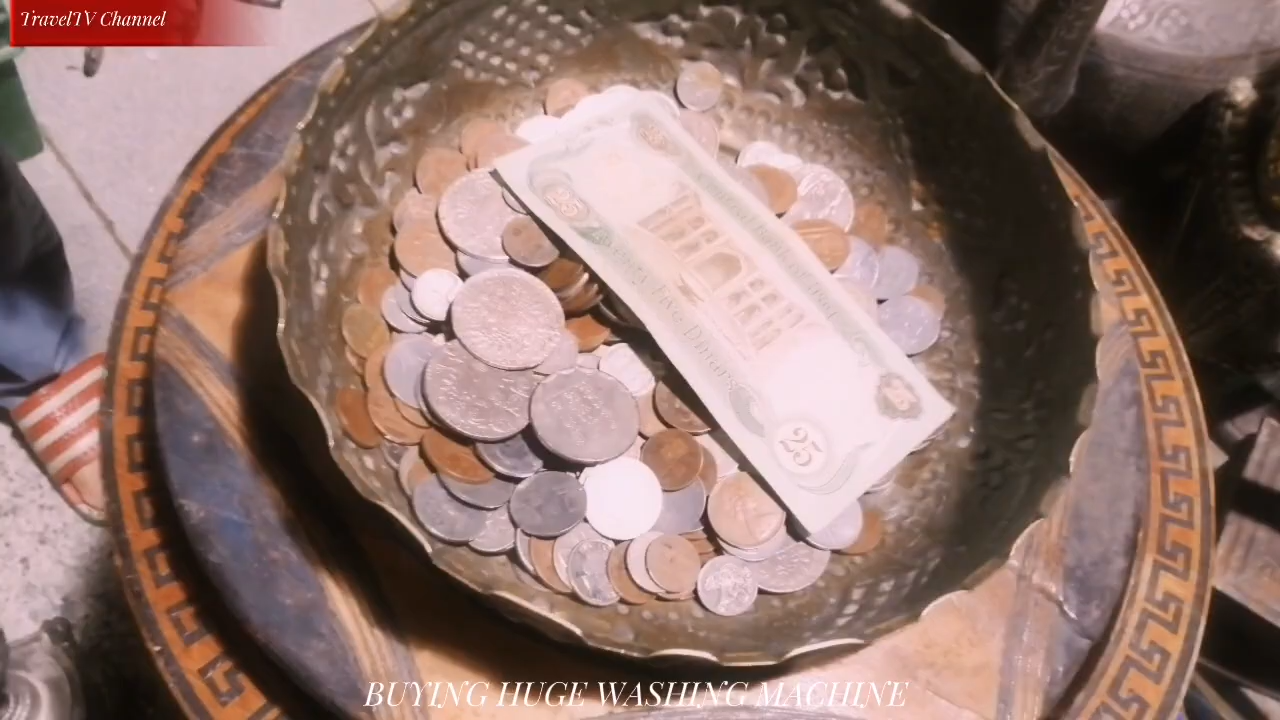 TravelTV Channel
25
Twenty Five Dinars
25
BUYING HUGE WASHING MACHINE